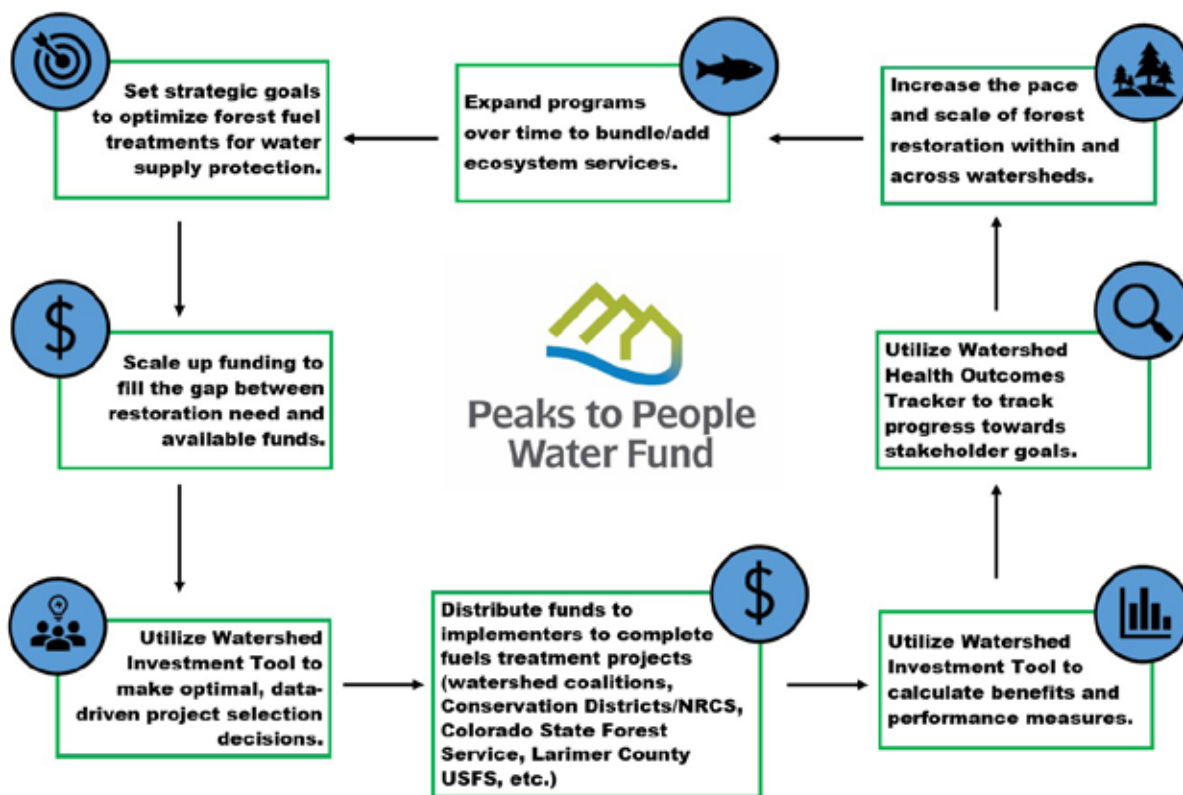 Set strategic goals
to optimize forest fuel
treatments for water
supply protection.
Expand programs
over time to bundle/add
ecosystem services.
Increase the pace
and scale of forest
restoration within and
across watersheds.
$
Scale up funding to
fill the gap between
restoration need and
available funds.
Peaks to People
Water Fund
Utilize Watershed
Health Outcomes
Tracker to track
progress towards
stakeholder goals.
Utilize Watershed
Investment Tool to
make optimal, data-
driven project selection
decisions.
$
Distribute funds to
implementers to complete
fuels treatment projects
(watershed coalitions,
Conservation Districts/NRCS,
Colorado State Forest
Service, Larimer County
USFS, etc.)
Utilize Watershed
Investment Tool to
calculate benefits and
performance measures.